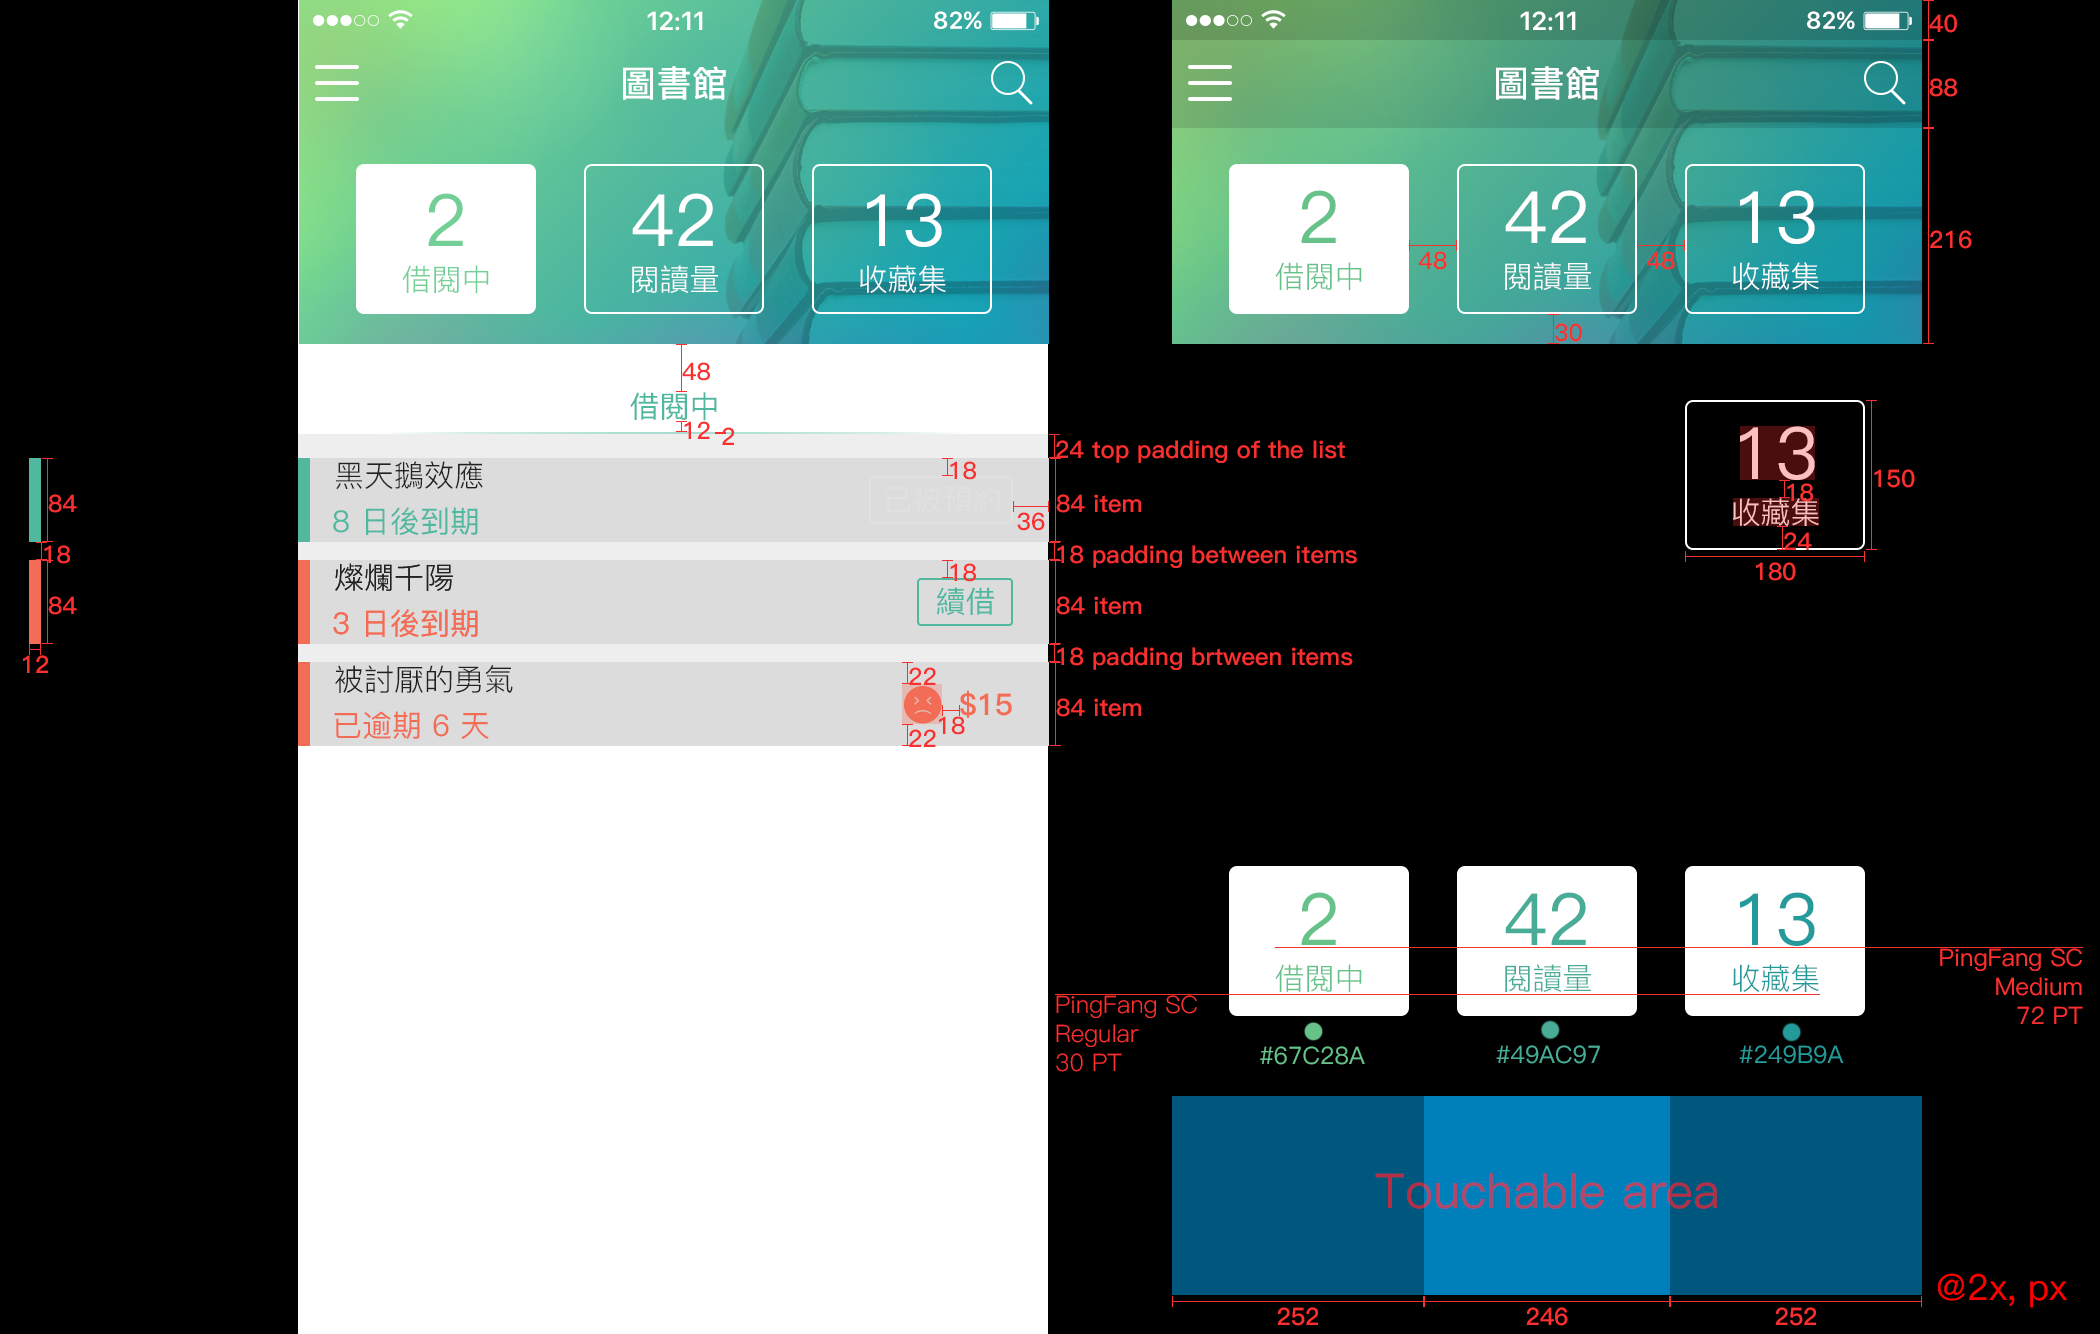 12:11
82%
圖書館
2
借閱中
42
閱讀量
13
收藏集
48
借閱中
12
2
黑天鵝效應
8 日後到期
18
已被預約
36
燦爛千陽
3 日後到期
18
續借
被討厭的勇氣
已逾期 6 天
22
18
22
$15
84
18
84
12
24 top padding of the list
84 item
18 padding between items
84 item
18 padding brtween items
84 item
12:11
82%
圖書館
40
88
216
2
借閱中
48
42
閱讀量
48
13
收藏集
30
13
18
收藏集
24
150
180
2
借閱中
42
閱讀量
13
收藏集
PingFang SC
Medium
72 PT
PingFang SC
Regular
30 PT
#67C28A
#49AC97
#249B9A
Touchable area
252
246
252
@2x, px